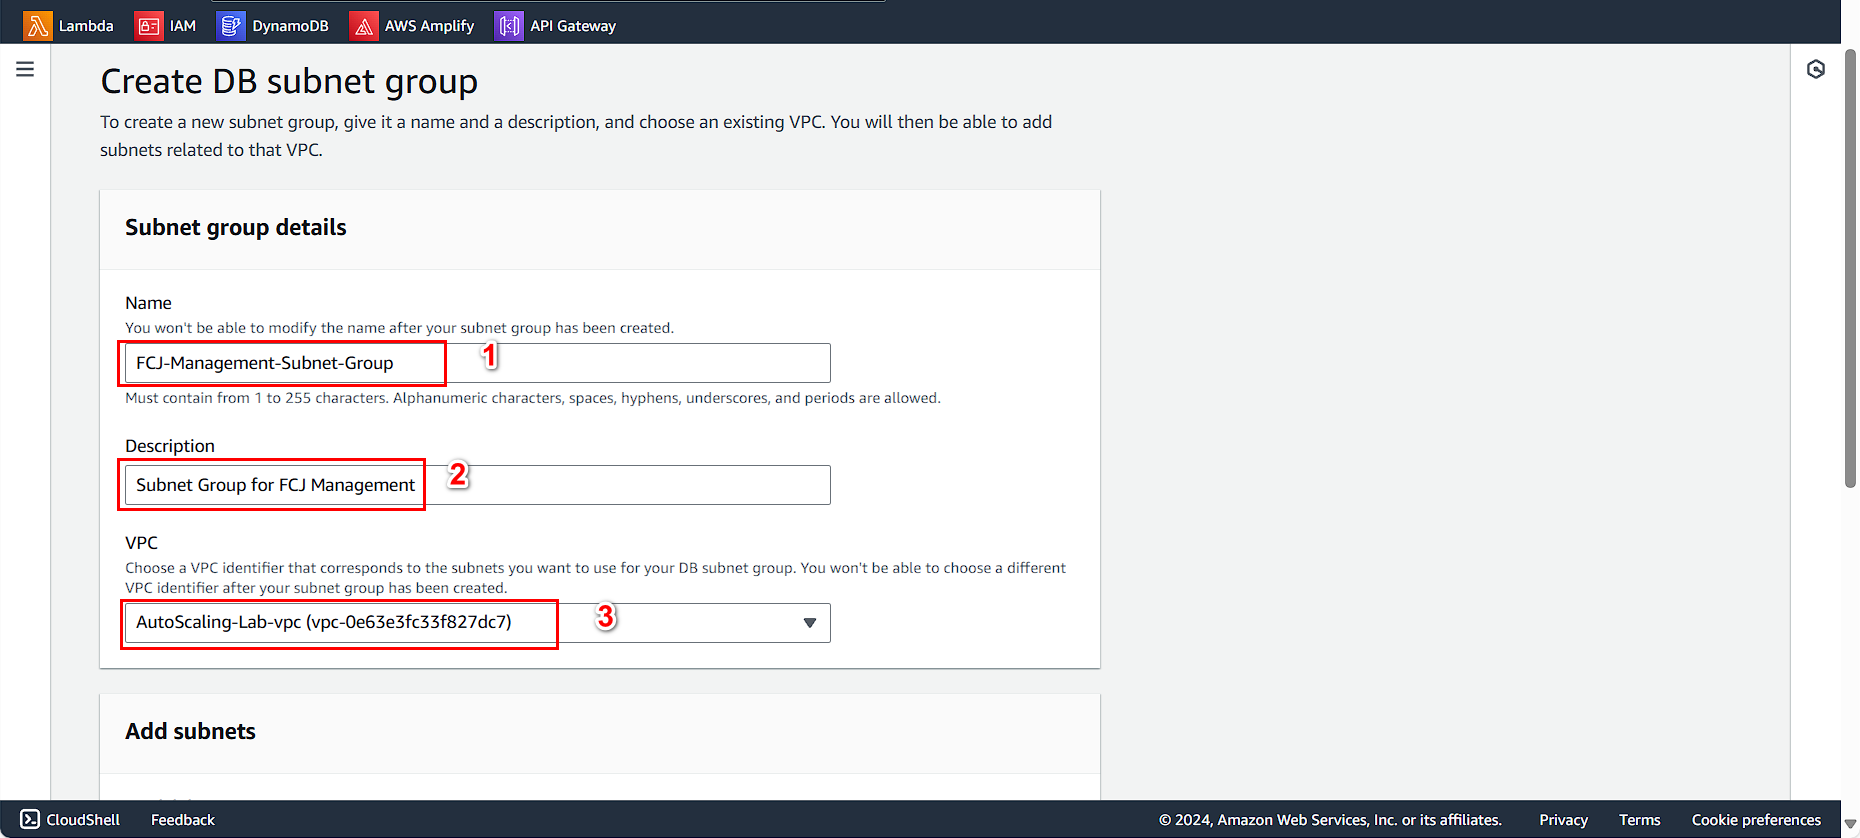 Lambda IAM DynamoDB AWS Amplify API Gateway
Create DB subnet group
To create a new subnet group, give it a name and a description, and choose an existing VPC. You will then be able to add
subnets related to that VPC.
Subnet group details
Name
You won't be able to modify the name after your subnet group has been created.
FCJ-Management-Subnet-Group
1
Must contain from 1 to 255 characters. Alphanumeric characters, spaces, hyphens, underscores, and periods are allowed.
Description
Subnet Group for FCJ Management
2
VPC
Choose a VPC identifier that corresponds to the subnets you want to use for your DB subnet group. You won't be able to choose a different
VPC identifier after your subnet group has been created.
AutoScaling-Lab-vpc (vpc-0e63e3fc33f827dc7)
3
Add subnets
CloudShell Feedback © 2024, Amazon Web Services, Inc. or its affiliates. Privacy Terms Cookie preferences